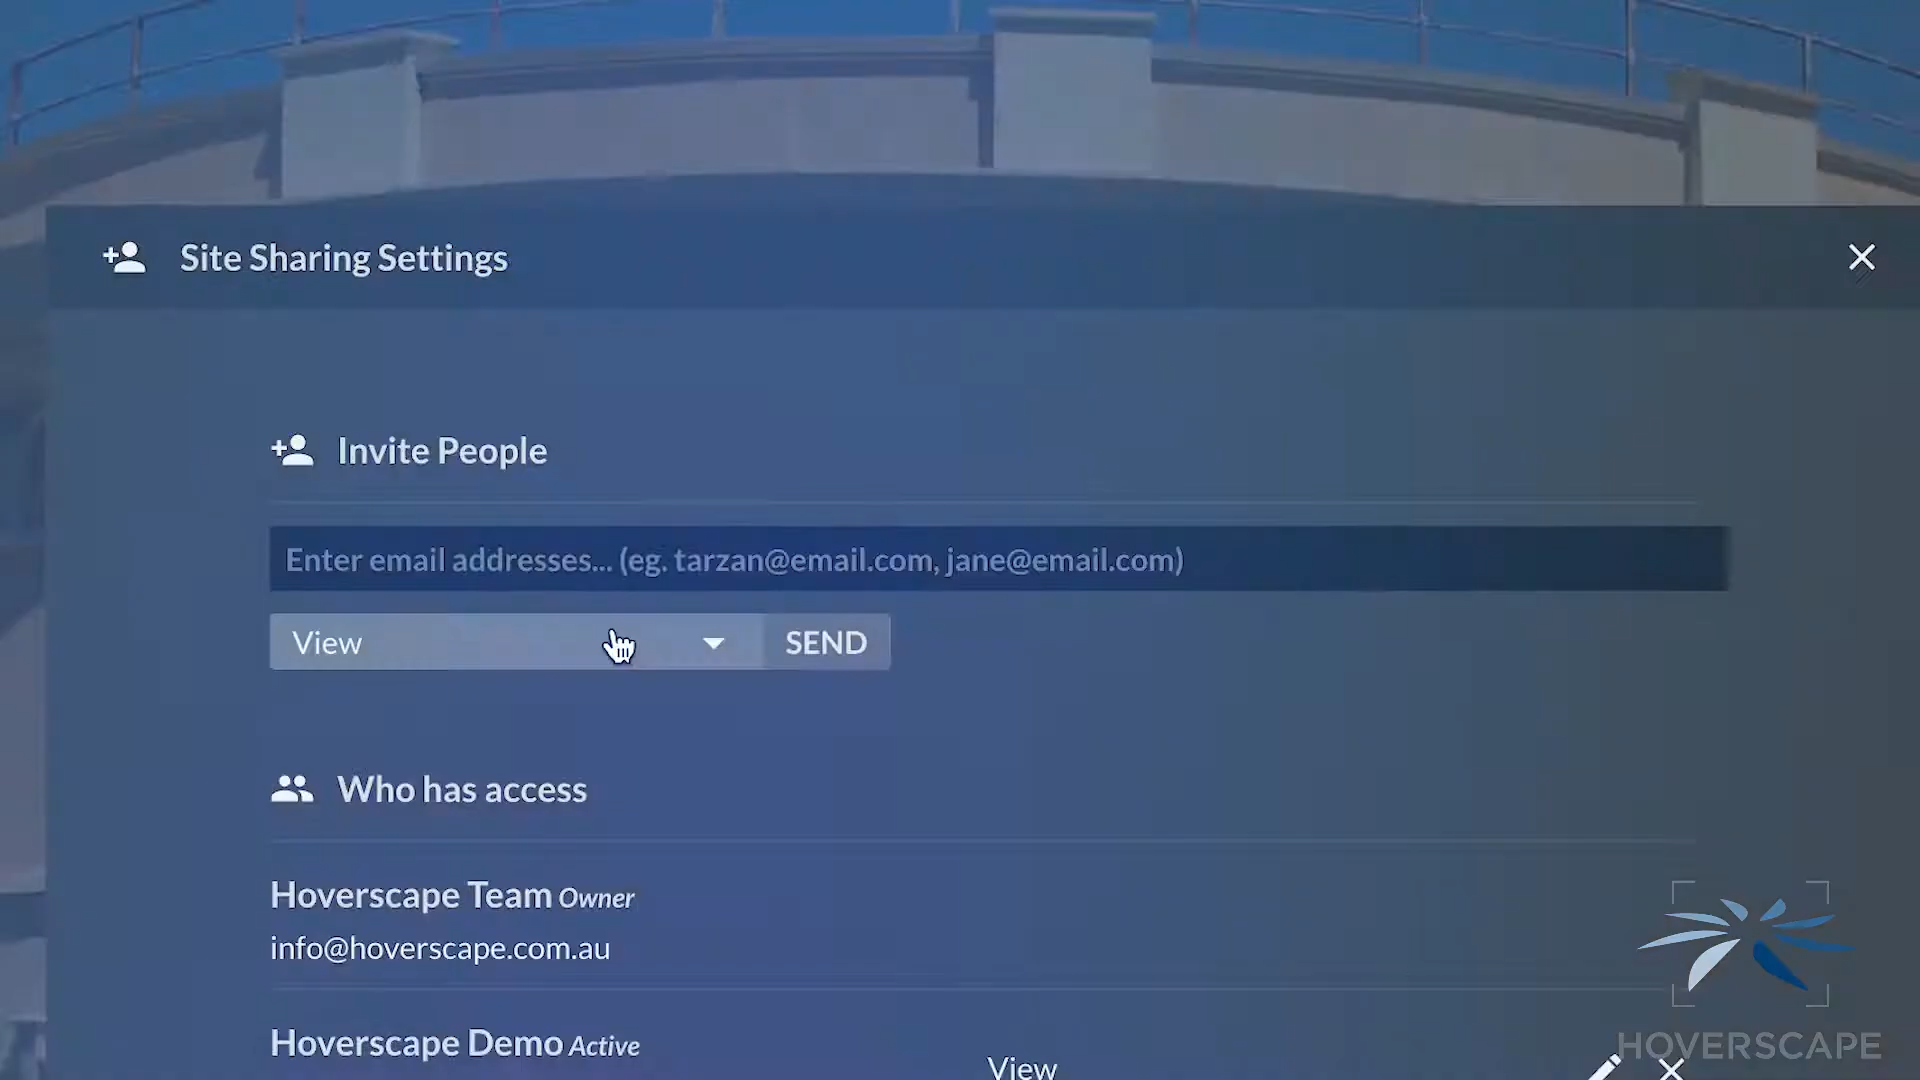 Site Sharing Settings
Invite People
Enter email addresses... (eg. tarzan@email.com, jane@email.com)
View
SEND
Who has access
Hoverscape Team Owner
info@hoverscape.com.au
Hoverscape Demo Active
View
HOVERSCAPE